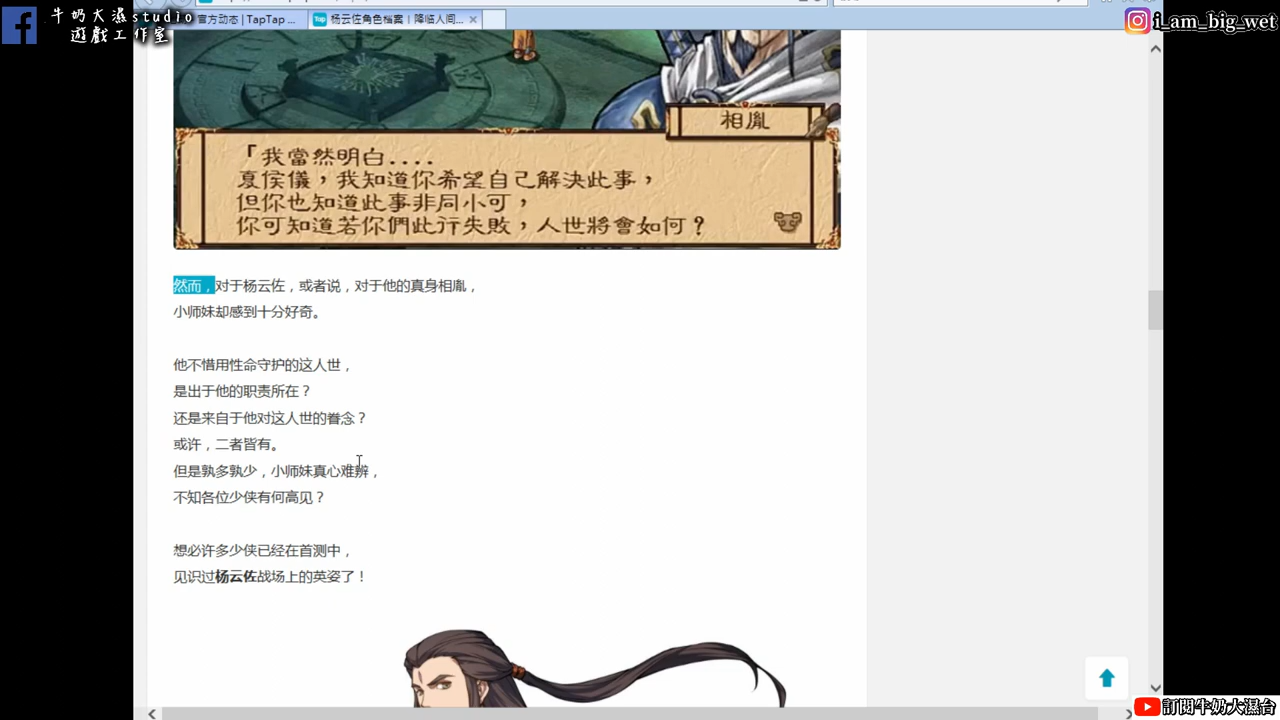 牛奶大濕studio
遊戲工作室
官方动态 | TapTap ...
杨云佐角色档案 | 降临人间...
i_am_big_wet
相胤
「我當然明白....
夏侯儀，我知道你希望自己解決此事，
但你也知道此事非同小可，
你可知道若你們此行失敗，人世將會如何？
然而，对于杨云佐，或者说，对于他的真身相胤，
小师妹却感到十分好奇。
他不惜用性命守护的这人世，
是出于他的职责所在？
还是来自于他对这人世的眷念？
或许，二者皆有。
但是孰多孰少，小师妹真心难辨，
不知各位少侠有何高见？
想必许多少侠已经在首测中，
见识过杨云佐战场上的英姿了！
訂閱牛奶大濕台